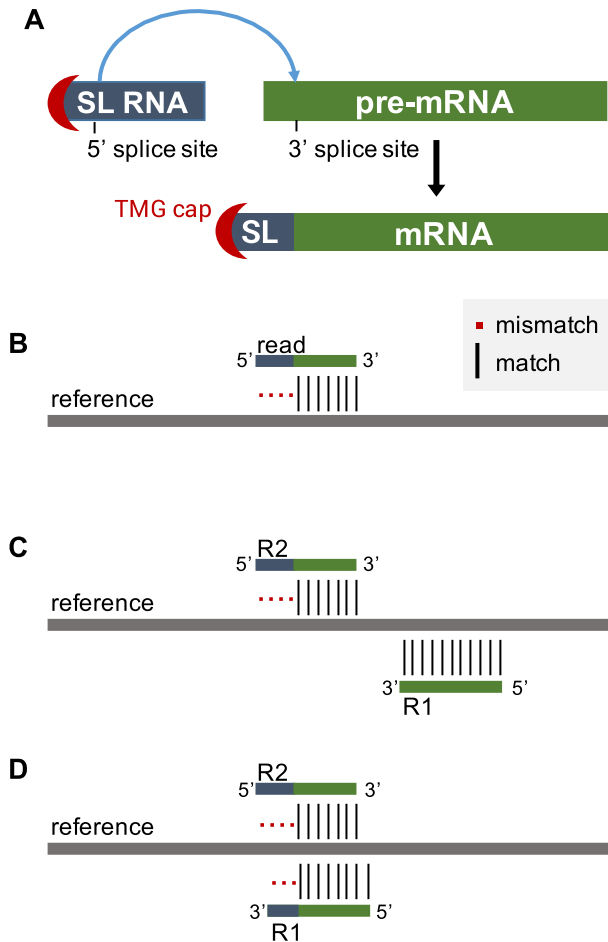 A
SL RNA
pre-mRNA
5’ splice site
3’ splice site
TMG cap
SL
mRNA
mismatch
match
B
read
5’
3’
reference
C
R2
5’
3’
reference
3’
5’
R1
D
R2
5’
3’
reference
3’
5’
R1